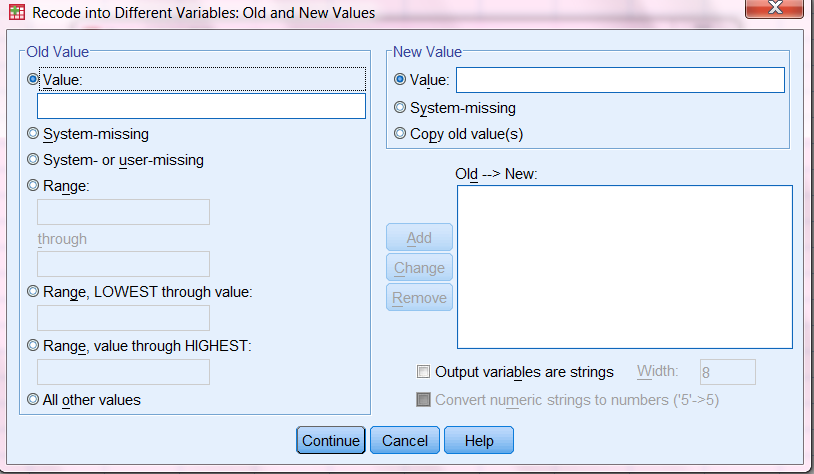 Recode into Different Variables: Old and New Values
Old Value
Value:
System-missing
System- or user-missing
Range:
through
Range, LOWEST through value:
Range, value through HIGHEST:
All other values
New Value
Value:
System-missing
Copy old value(s)
Old --> New:
Add
Change
Remove
Output variables are strings Width: 8
Convert numeric strings to numbers ('5'->5)
Continue Cancel Help